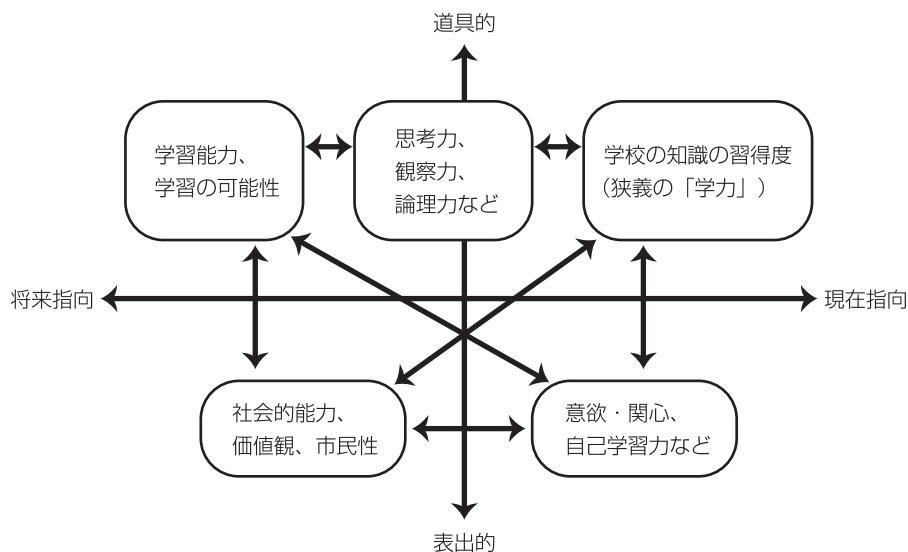 道具的
学習能力、
学習の可能性
思考力、
観察力、
論理力など
学校の知識の習得度
（狭義の「学力」）
将来指向
現在指向
社会的能力、
価値観、市民性
意欲・関心、
自己学習力など
表出的